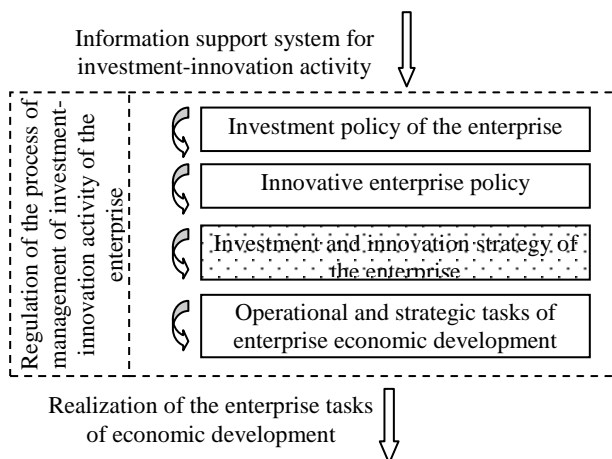 Information support system for
investment-innovation activity
Regulation of the process of
management of investment-
innovation activity of the
enterprise
Investment policy of the enterprise
Innovative enterprise policy
Investment and innovation strategy of
the enterprise
Operational and strategic tasks of
enterprise economic development
Realization of the enterprise tasks
of economic development